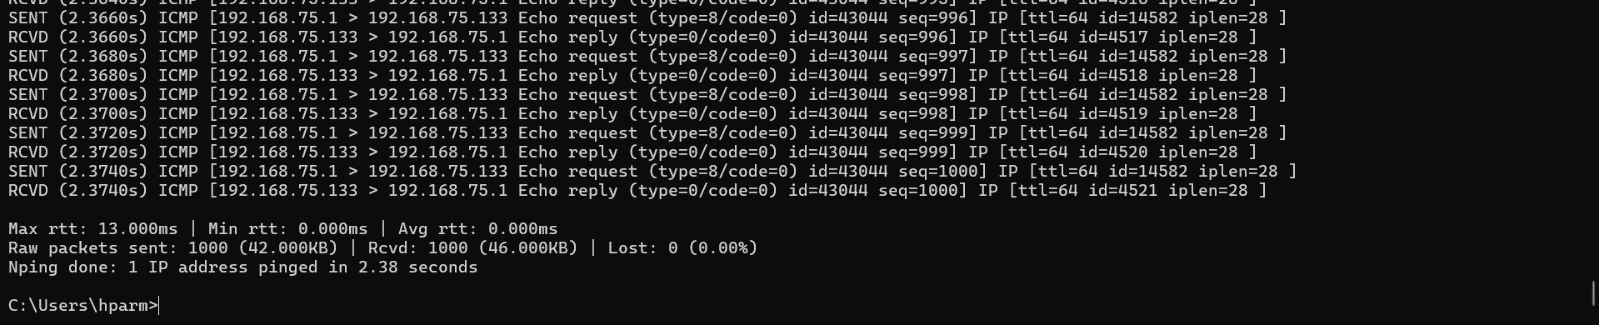 SENT (2.3660s) ICMP [192.168.75.1 > 192.168.75.133 Echo request (type=8/code=0) id=43044 seq=996] IP [ttl=64 id=14582 iplen=28 ]
RCVD (2.3660s) ICMP [192.168.75.133 > 192.168.75.1 Echo reply (type=0/code=0) id=43044 seq=996] IP [ttl=64 id=4517 iplen=28 ]
SENT (2.3680s) ICMP [192.168.75.1 > 192.168.75.133 Echo request (type=8/code=0) id=43044 seq=997] IP [ttl=64 id=14582 iplen=28 ]
RCVD (2.3680s) ICMP [192.168.75.133 > 192.168.75.1 Echo reply (type=0/code=0) id=43044 seq=997] IP [ttl=64 id=4518 iplen=28 ]
SENT (2.3700s) ICMP [192.168.75.1 > 192.168.75.133 Echo request (type=8/code=0) id=43044 seq=998] IP [ttl=64 id=14582 iplen=28 ]
RCVD (2.3700s) ICMP [192.168.75.133 > 192.168.75.1 Echo reply (type=0/code=0) id=43044 seq=998] IP [ttl=64 id=4519 iplen=28 ]
SENT (2.3720s) ICMP [192.168.75.1 > 192.168.75.133 Echo request (type=8/code=0) id=43044 seq=999] IP [ttl=64 id=14582 iplen=28 ]
RCVD (2.3720s) ICMP [192.168.75.133 > 192.168.75.1 Echo reply (type=0/code=0) id=43044 seq=999] IP [ttl=64 id=4520 iplen=28 ]
SENT (2.3740s) ICMP [192.168.75.1 > 192.168.75.133 Echo request (type=8/code=0) id=43044 seq=1000] IP [ttl=64 id=14582 iplen=28 ]
RCVD (2.3740s) ICMP [192.168.75.133 > 192.168.75.1 Echo reply (type=0/code=0) id=43044 seq=1000] IP [ttl=64 id=4521 iplen=28 ]
Max rtt: 13.000ms | Min rtt: 0.000ms | Avg rtt: 0.000ms
Raw packets sent: 1000 (42.000KB) | Rcvd: 1000 (46.000KB) | Lost: 0 (0.00%)
Nping done: 1 IP address pinged in 2.38 seconds
C:\Users\hparm>